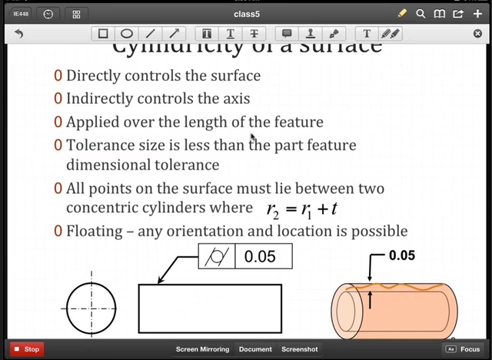 IE448
class5
Cylindricity of a surface
Directly controls the surface
Indirectly controls the axis
Applied over the length of the feature
Tolerance size is less than the part feature
dimensional tolerance
All points on the surface must lie between two
concentric cylinders where r₂ = r₁ + t
Floating – any orientation and location is possible
0.05
0.05
Stop
Screen Mirroring Document Screenshot
Aa Focus